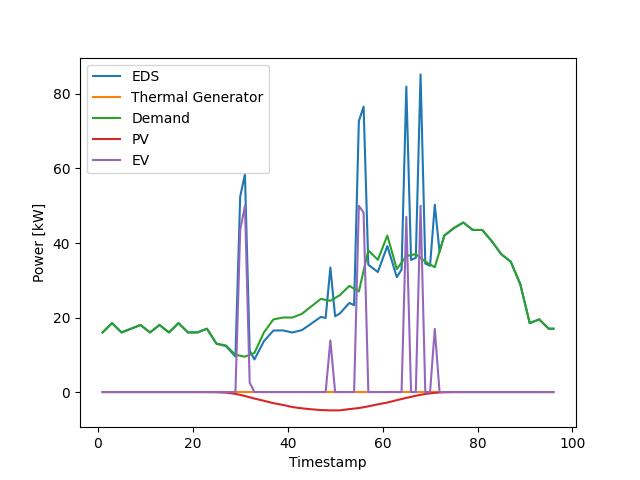 EDS
Thermal Generator
Demand
PV
EV
80
60
40
20
0
Power [kW]
0 20 40 60 80 100
Timestamp